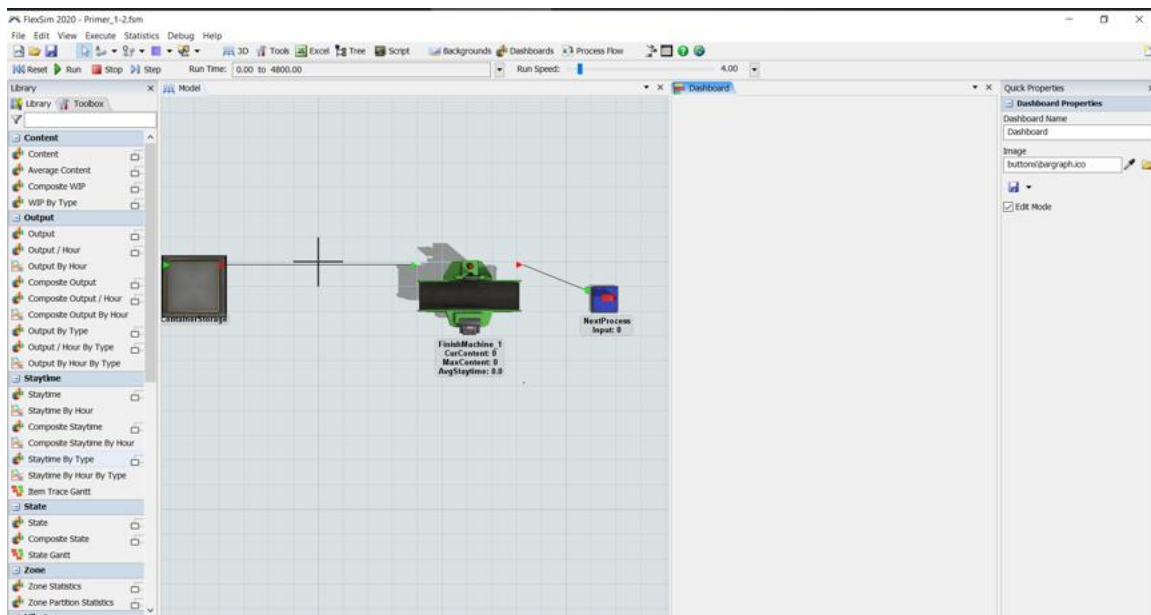 FlexSim 2020 - Primer_1-2.fsm
File Edit View Execute Statistics Debug Help
3D Tools Excel Tree Script Backgrounds Dashboards Process Flow
Reset Run Stop Step Run Time: 0.00 to 4800.00 Run Speed: 4.00
Library
Library Toolbox
Content
Content
Average Content
Composite WIP
WIP By Type
Output
Output
Output / Hour
Output By Hour
Composite Output
Composite Output / Hour
Composite Output By Hour
Output By Type
Output / Hour By Type
Output By Hour By Type
Staytime
Staytime
Staytime By Hour
Composite Staytime
Composite Staytime By Hour
Staytime By Type
Staytime By Hour By Type
Item Trace Gantt
State
State
Composite State
State Gantt
Zone
Zone Statistics
Zone Partition Statistics
Model
ContainerStorage
FinishMachine_1
CurContent: 0
MaxContent: 0
AvgStaytime: 0.0
NextProcess
Input: 0
Dashboard
Quick Properties
Dashboard Properties
Dashboard Name
Dashboard
Image
buttons\bargraph.ico
Edit Mode